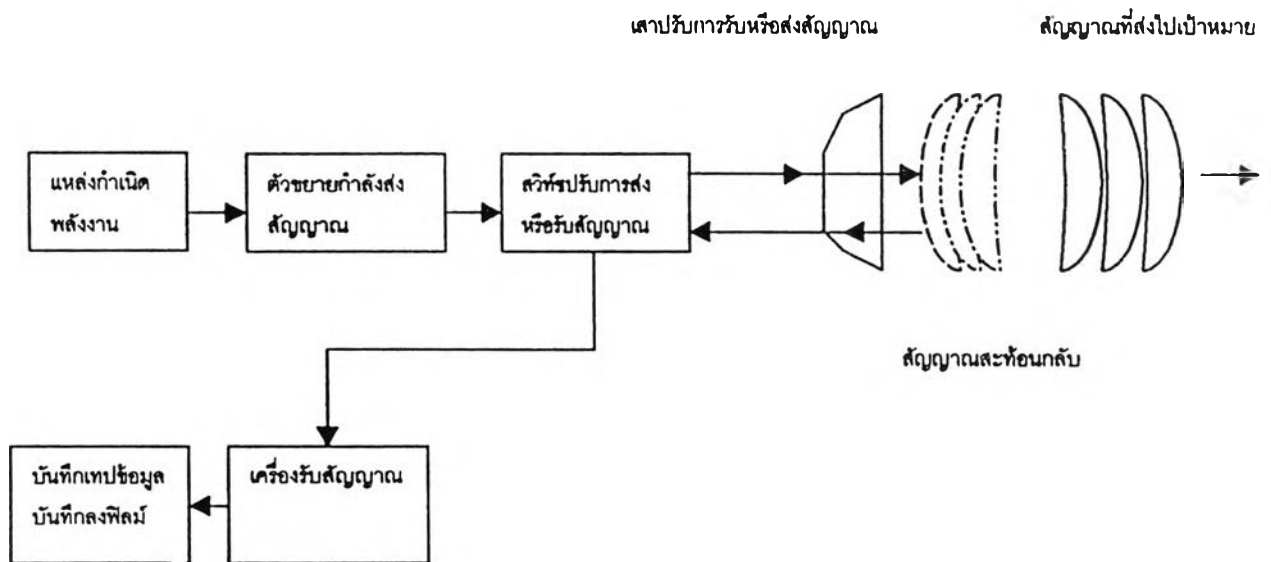 เสาปรับการรับหรือส่งสัญญาณ
สัญญาณที่ส่งไปเป้าหมาย
แหล่งกำเนิด
พลังงาน
ตัวขยายกำลังส่ง
สัญญาณ
สวิท์ชปรับการส่ง
หรือรับสัญญาณ
สัญญาณสะท้อนกลับ
บันทึกเทปข้อมูล
บันทึกลงฟิลม์
เครื่องรับสัญญาณ